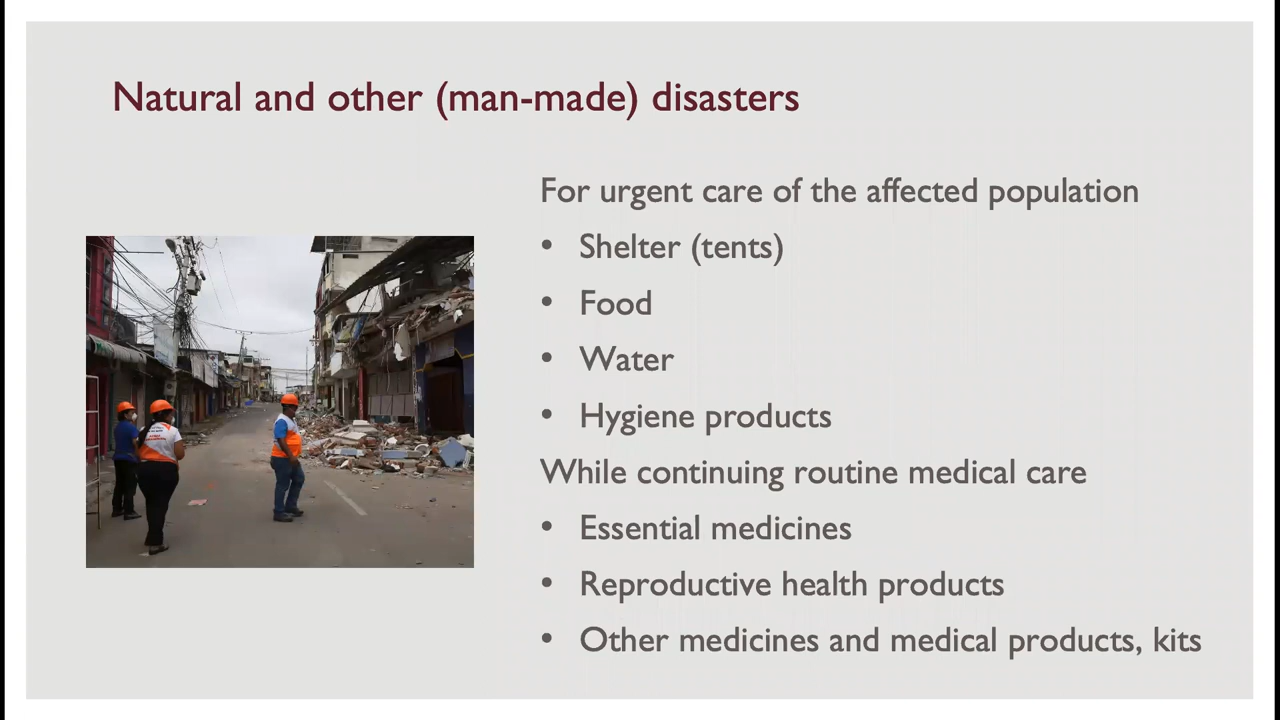 Natural and other (man-made) disasters
For urgent care of the affected population
• Shelter (tents)
• Food
• Water
• Hygiene products
While continuing routine medical care
• Essential medicines
• Reproductive health products
• Other medicines and medical products, kits